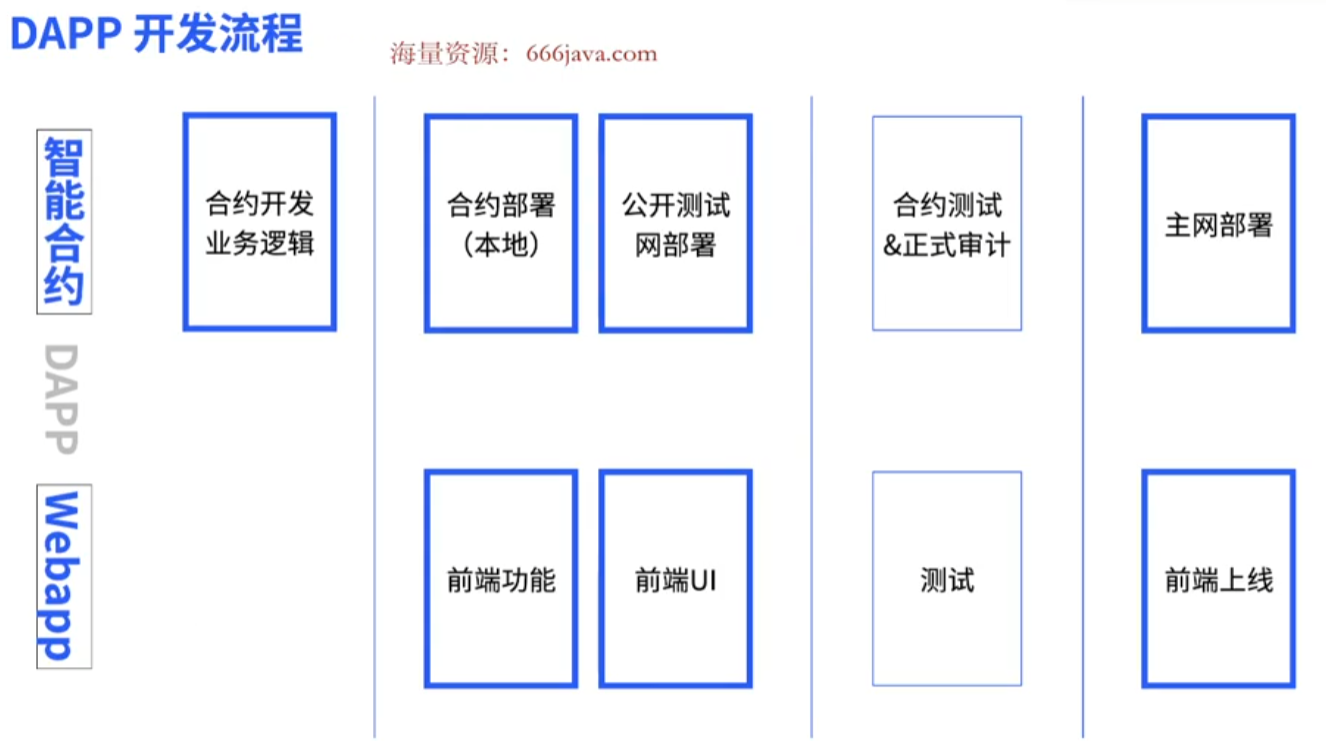 DAPP 开发流程
海量资源：666java.com
智能合约
合约开发
业务逻辑
合约部署
（本地）
公开测试
网部署
合约测试
&正式审计
主网部署
DAPP
Webapp
前端功能
前端UI
测试
前端上线